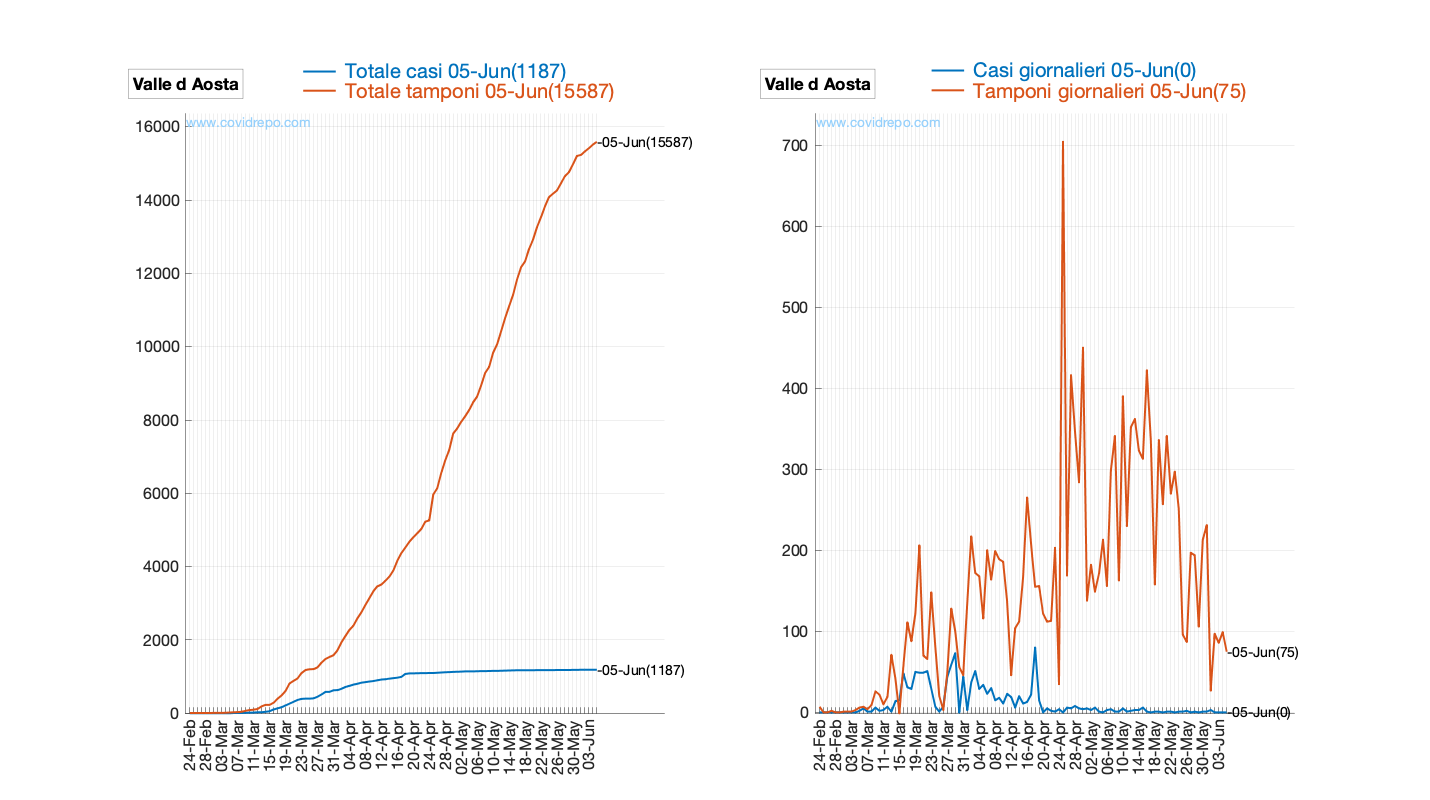 Valle d Aosta
Totale casi 05-Jun(1187)
Totale tamponi 05-Jun(15587)
www.covidrepo.com
16000
14000
12000
10000
8000
6000
4000
2000
0
-05-Jun(15587)
-05-Jun(1187)
24-Feb
28-Feb
03-Mar
07-Mar
11-Mar
15-Mar
19-Mar
23-Mar
27-Mar
31-Mar
04-Apr
08-Apr
12-Apr
16-Apr
20-Apr
24-Apr
28-Apr
02-May
06-May
10-May
14-May
18-May
22-May
26-May
30-May
03-Jun
Valle d Aosta
Casi giornalieri 05-Jun(0)
Tamponi giornalieri 05-Jun(75)
www.covidrepo.com
700
600
500
400
300
200
100
0
-05-Jun(75)
-05-Jun(0)
24-Feb
28-Feb
03-Mar
07-Mar
11-Mar
15-Mar
19-Mar
23-Mar
27-Mar
31-Mar
04-Apr
08-Apr
12-Apr
16-Apr
20-Apr
24-Apr
28-Apr
02-May
06-May
10-May
14-May
18-May
22-May
26-May
30-May
03-Jun